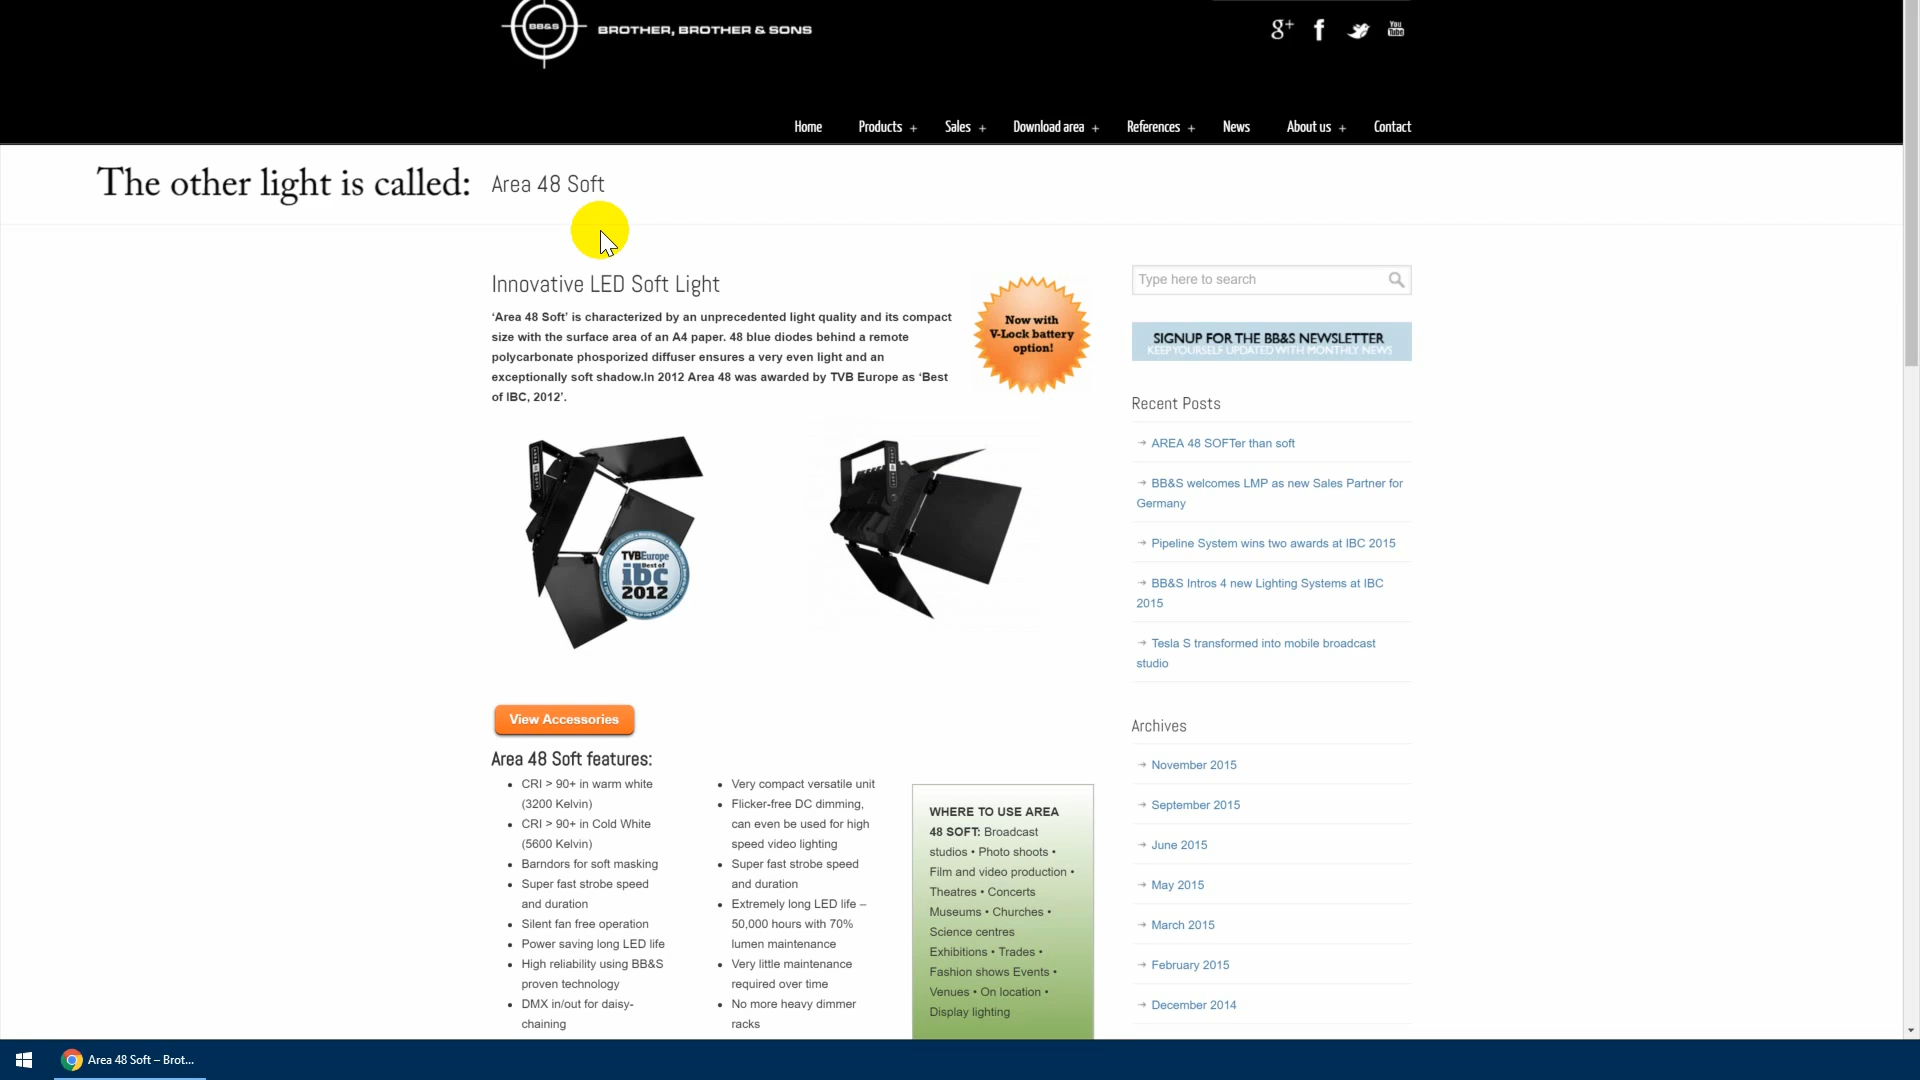 BB&S
BROTHER, BROTHER & SONS
g+
You
Tube
Home
Products +
Sales +
Download area +
References +
News
About us +
Contact
The other light is called:
Area 48 Soft
Innovative LED Soft Light
‘Area 48 Soft’ is characterized by an unprecedented light quality and its compact
size with the surface area of an A4 paper. 48 blue diodes behind a remote
polycarbonate phosporized diffuser ensures a very even light and an
exceptionally soft shadow.In 2012 Area 48 was awarded by TVB Europe as ‘Best
of IBC, 2012’.
Now with
V-Lock battery
option!
TVBEurope
Best of
ibc
2012
View Accessories
Area 48 Soft features:
• CRI > 90+ in warm white
(3200 Kelvin)
• CRI > 90+ in Cold White
(5600 Kelvin)
• Barndors for soft masking
• Super fast strobe speed
and duration
• Silent fan free operation
• Power saving long LED life
• High reliability using BB&S
proven technology
• DMX in/out for daisy-
chaining
• Very compact versatile unit
• Flicker-free DC dimming,
can even be used for high
speed video lighting
• Super fast strobe speed
and duration
• Extremely long LED life –
50,000 hours with 70%
lumen maintenance
• Very little maintenance
required over time
• No more heavy dimmer
racks
WHERE TO USE AREA
48 SOFT: Broadcast
studios • Photo shoots •
Film and video production •
Theatres • Concerts
Museums • Churches •
Science centres
Exhibitions • Trades •
Fashion shows Events •
Venues • On location •
Display lighting
Type here to search
SIGNUP FOR THE BB&S NEWSLETTER
KEEP YOURSELF UPDATED WITH MONTHLY NEWS
Recent Posts
AREA 48 SOFTer than soft
BB&S welcomes LMP as new Sales Partner for
Germany
Pipeline System wins two awards at IBC 2015
BB&S Intros 4 new Lighting Systems at IBC
2015
Tesla S transformed into mobile broadcast
studio
Archives
November 2015
September 2015
June 2015
May 2015
March 2015
February 2015
December 2014
Area 48 Soft – Brot...